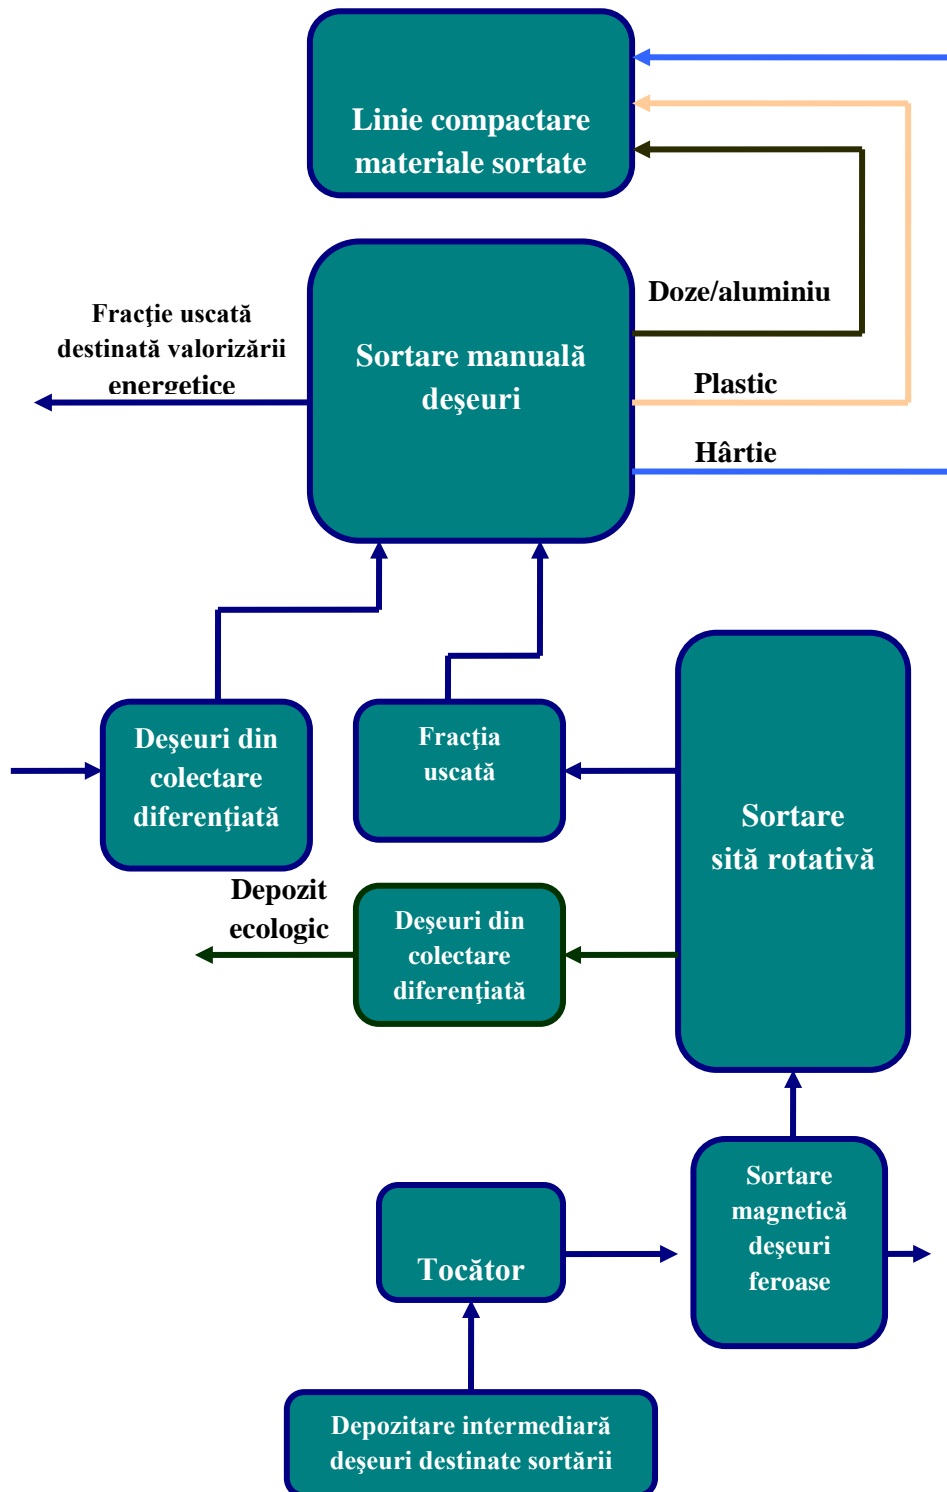 Linie compactare
materiale sortate
Doze/aluminiu
Fracţie uscată
destinată valorizării
energetice
Sortare manuală
deşeuri
Plastic
Hârtie
Deşeuri din
colectare
diferenţiată
Fracţia
uscată
Sortare
sită rotativă
Depozit
ecologic
Deşeuri din
colectare
diferenţiată
Sortare
magnetică
deşeuri
feroase
Tocător
Depozitare intermediară
deşeuri destinate sortării